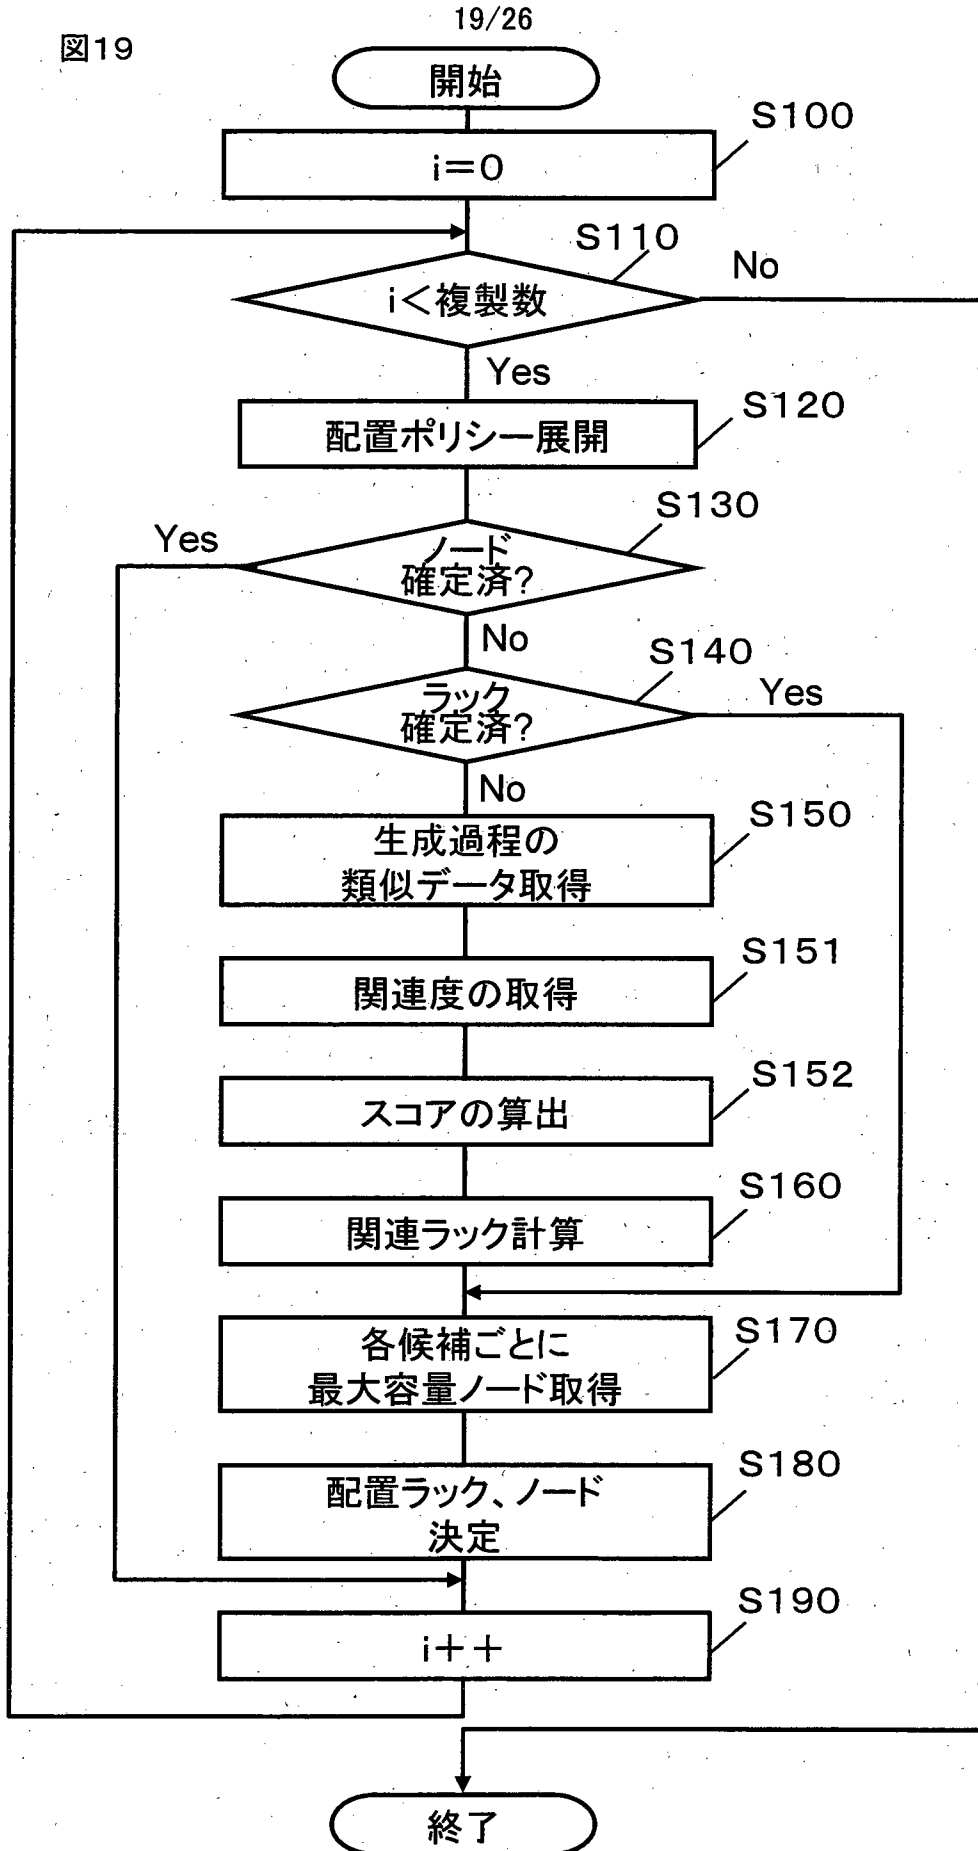 19/26
図19
開始
S100
i=0
S110
No
i<複製数
Yes
S120
配置ポリシー展開
S130
Yes
ノード
確定済?
No
S140
Yes
ラック
確定済?
No
S150
生成過程の
類似データ取得
S151
関連度の取得
S152
スコアの算出
S160
関連ラック計算
S170
各候補ごとに
最大容量ノード取得
S180
配置ラック、ノード
決定
S190
i++
終了